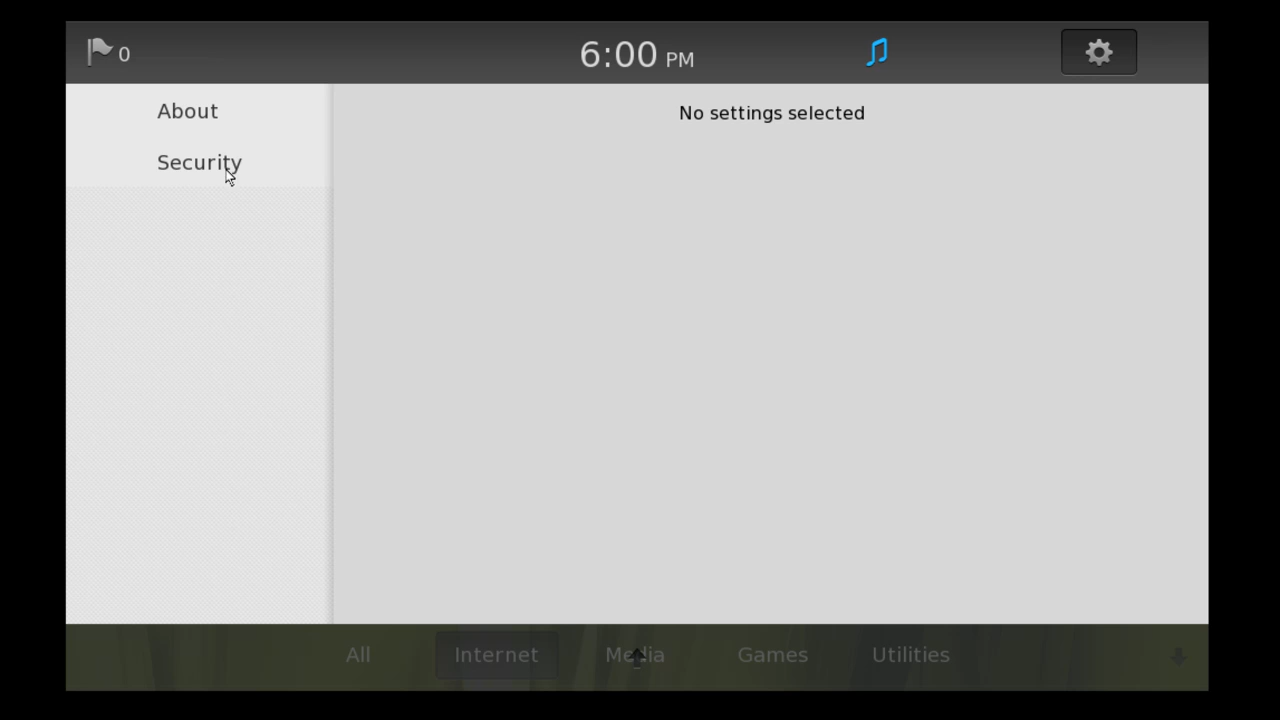 0
6:00 PM
About
Security
No settings selected
All
Internet
Media
Games
Utilities